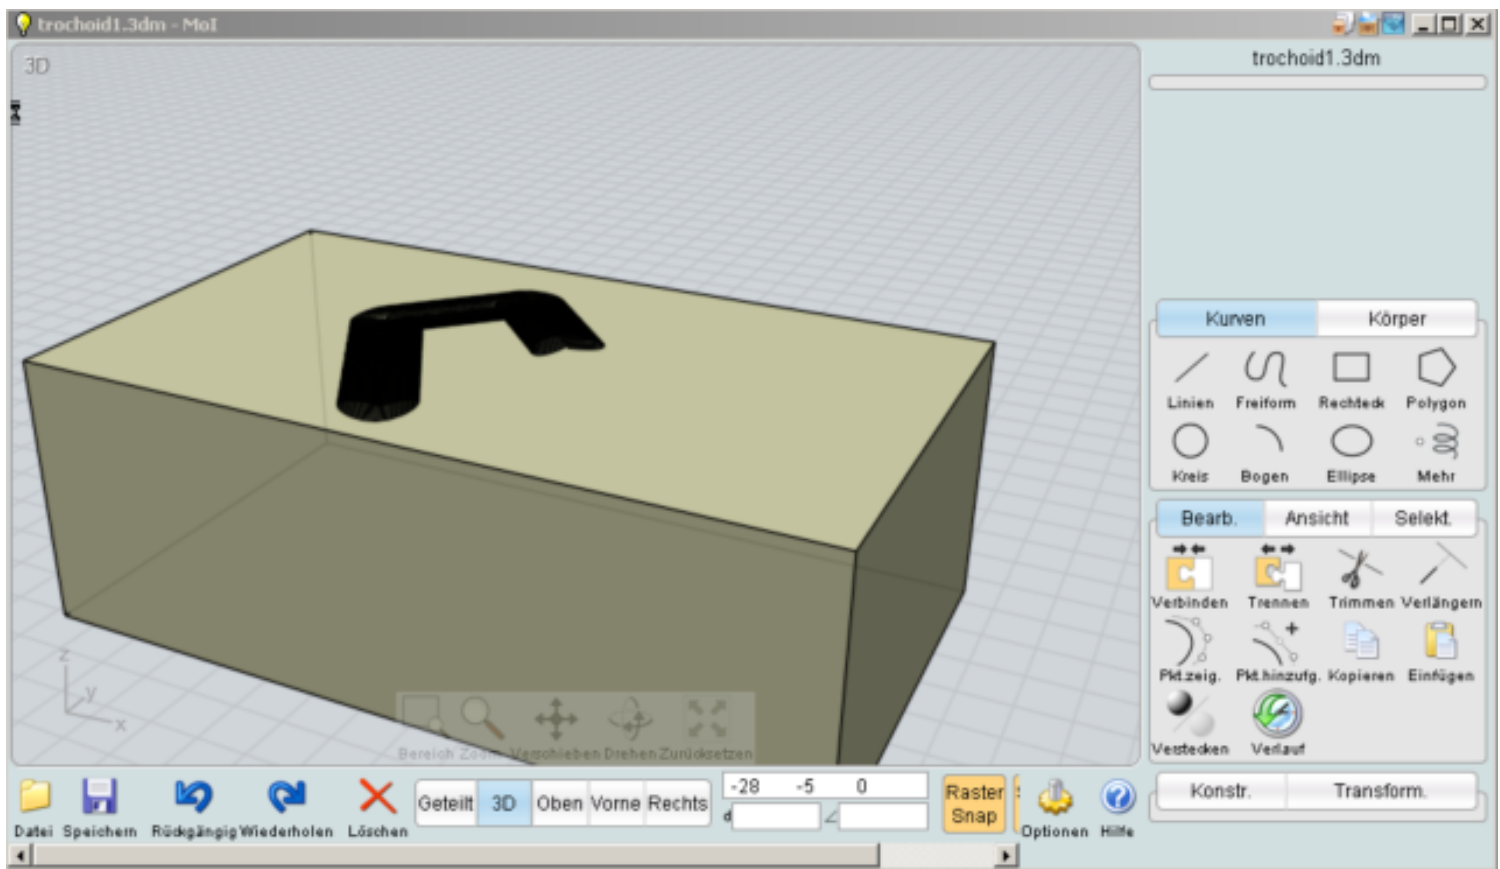 trochoid1.3dm - MoI
3D
trochoid1.3dm
Kurven Körper
Linien Freiform Rechteck Polygon
Kreis Bogen Ellipse Mehr
Bearb. Ansicht Selekt.
Verbinden Trennen Trimmen Verlängern
Pkt.zeig. Pkt.hinzufg. Kopieren Einfügen
Verstecken Verlauf
z
y
x
Bereich Zoom Verschieben Drehen Zurücksetzen
Konstr. Transform.
-28 -5 0
Geteilt 3D Oben Vorne Rechts
Raster
Snap
d
Datei Speichern Rückgängig Wiederholen Löschen
Optionen Hilfe